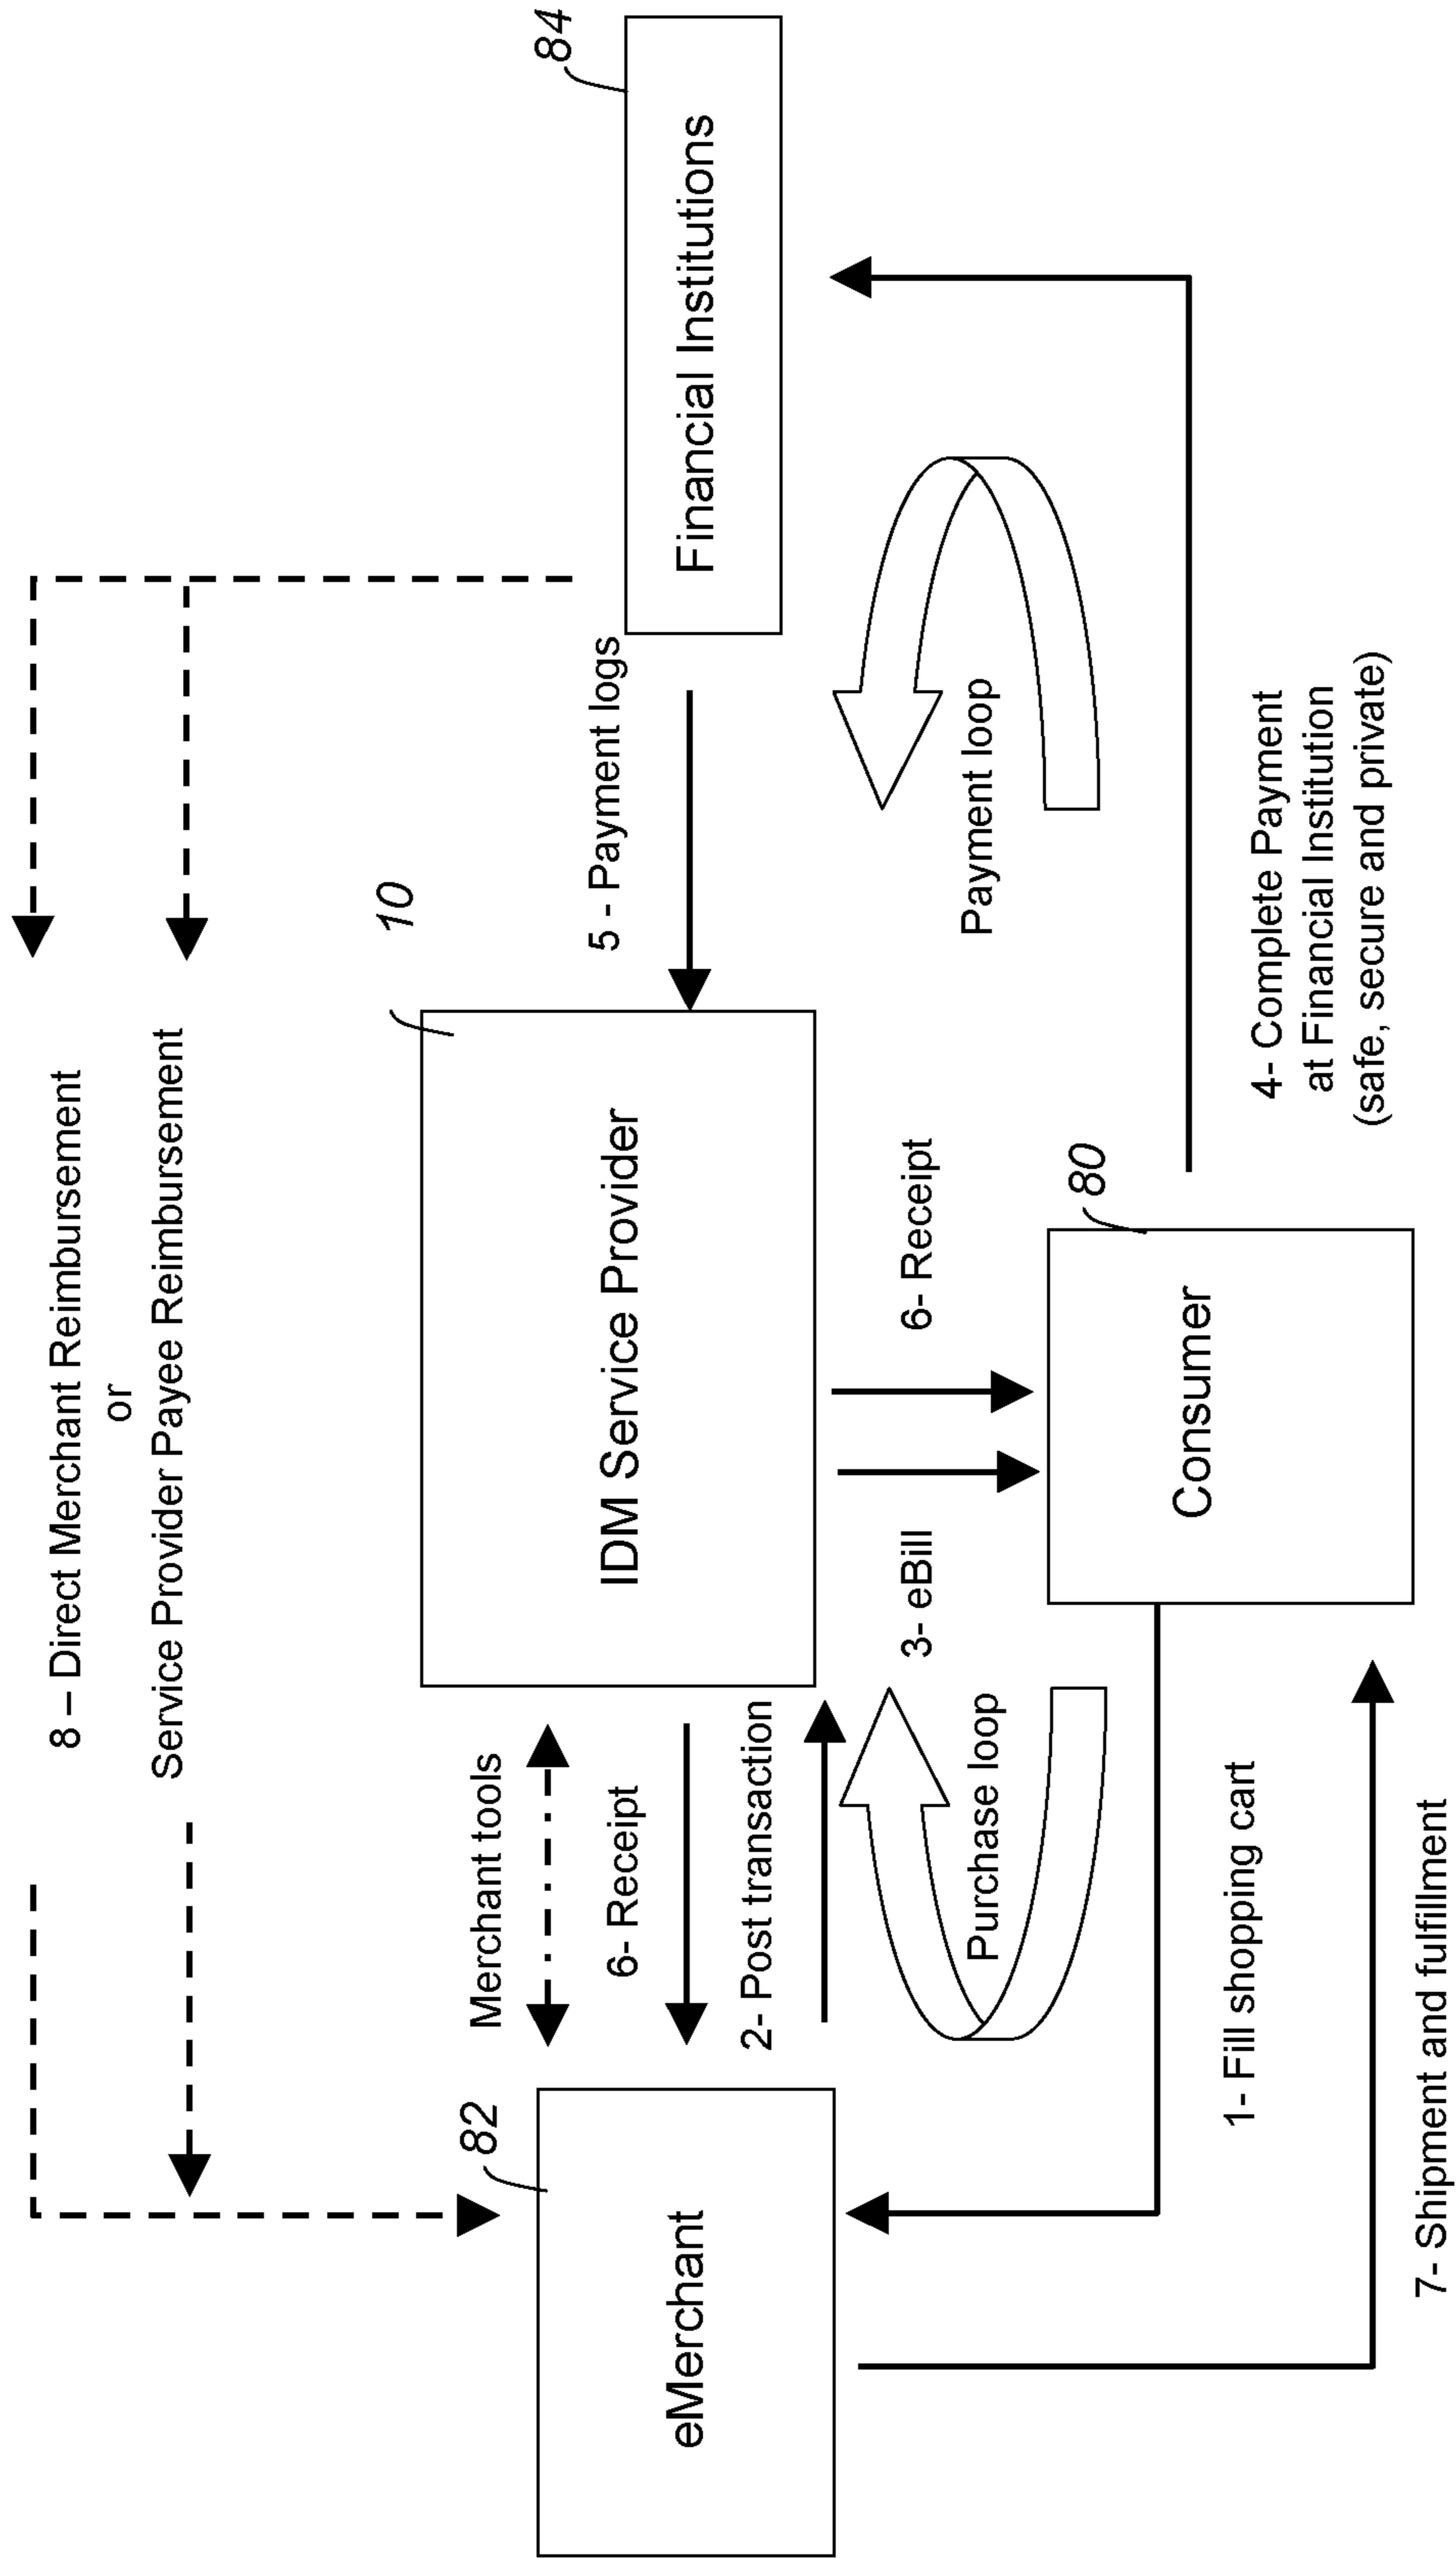 8 – Direct Merchant Reimbursement
or
Service Provider Payee Reimbursement
10
84
82
Merchant tools
6- Receipt
2- Post transaction
5 - Payment logs
eMerchant
IDM Service Provider
Financial Institutions
3- eBill
6- Receipt
Purchase loop
Payment loop
80
Consumer
1- Fill shopping cart
4- Complete Payment
at Financial Institution
(safe, secure and private)
7- Shipment and fulfillment